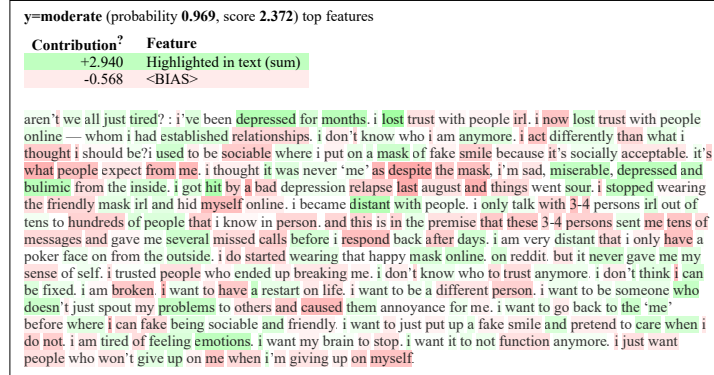 y=moderate (probability 0.969, score 2.372) top features
Contribution? Feature
+2.940 Highlighted in text (sum)
-0.568 <BIAS>
aren't we all just tired? : i've been depressed for months. i lost trust with people irl. i now lost trust with people
online — whom i had established relationships. i don't know who i am anymore. i act differently than what i
thought i should be?i used to be sociable where i put on a mask of fake smile because it's socially acceptable. it's
what people expect from me. i thought it was never 'me' as despite the mask, i'm sad, miserable, depressed and
bulimic from the inside. i got hit by a bad depression relapse last august and things went sour. i stopped wearing
the friendly mask irl and hid myself online. i became distant with people. i only talk with 3-4 persons irl out of
tens to hundreds of people that i know in person. and this is in the premise that these 3-4 persons sent me tens of
messages and gave me several missed calls before i respond back after days. i am very distant that i only have a
poker face on from the outside. i do started wearing that happy mask online. on reddit. but it never gave me my
sense of self. i trusted people who ended up breaking me. i don't know who to trust anymore. i don't think i can
be fixed. i am broken. i want to have a restart on life. i want to be a different person. i want to be someone who
doesn't just spout my problems to others and caused them annoyance for me. i want to go back to the 'me'
before where i can fake being sociable and friendly. i want to just put up a fake smile and pretend to care when i
do not. i am tired of feeling emotions. i want my brain to stop. i want it to not function anymore. i just want
people who won't give up on me when i'm giving up on myself.